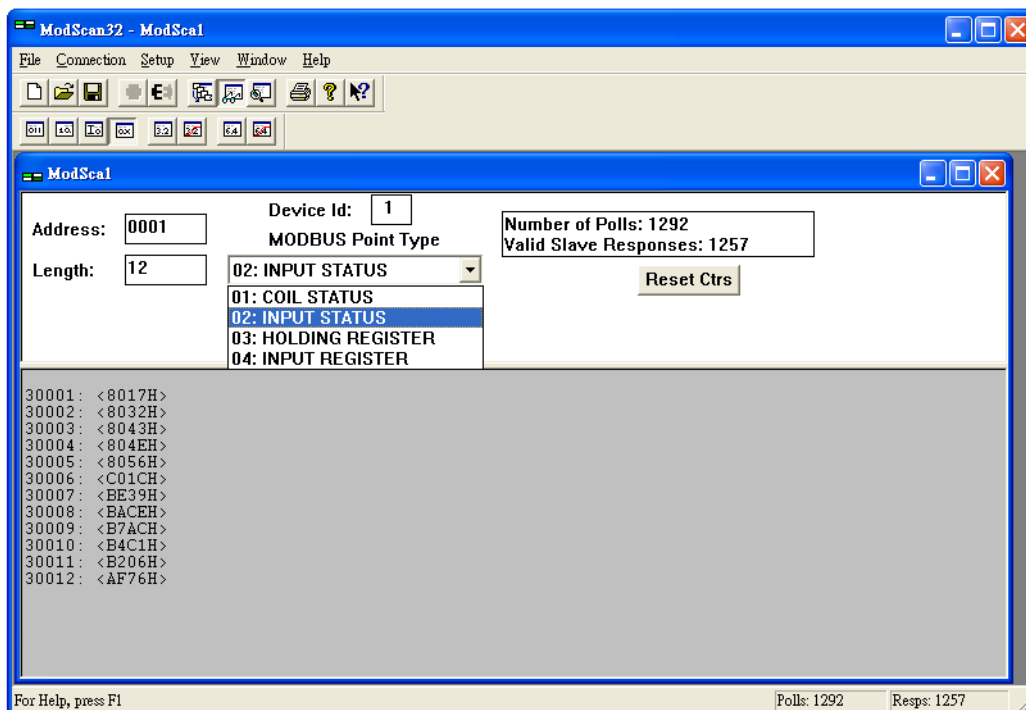 ModScan32 - ModSca1
File Connection Setup View Window Help
ModSca1
Address: 0001
Device Id: 1
MODBUS Point Type
Length: 12
02: INPUT STATUS
01: COIL STATUS
02: INPUT STATUS
03: HOLDING REGISTER
04: INPUT REGISTER
Number of Polls: 1292
Valid Slave Responses: 1257
Reset Ctrs
30001: <8017H>
30002: <8032H>
30003: <8043H>
30004: <804EH>
30005: <8056H>
30006: <C01CH>
30007: <BE39H>
30008: <BACEH>
30009: <B7ACH>
30010: <B4C1H>
30011: <B206H>
30012: <AF76H>
For Help, press F1
Polls: 1292
Resps: 1257